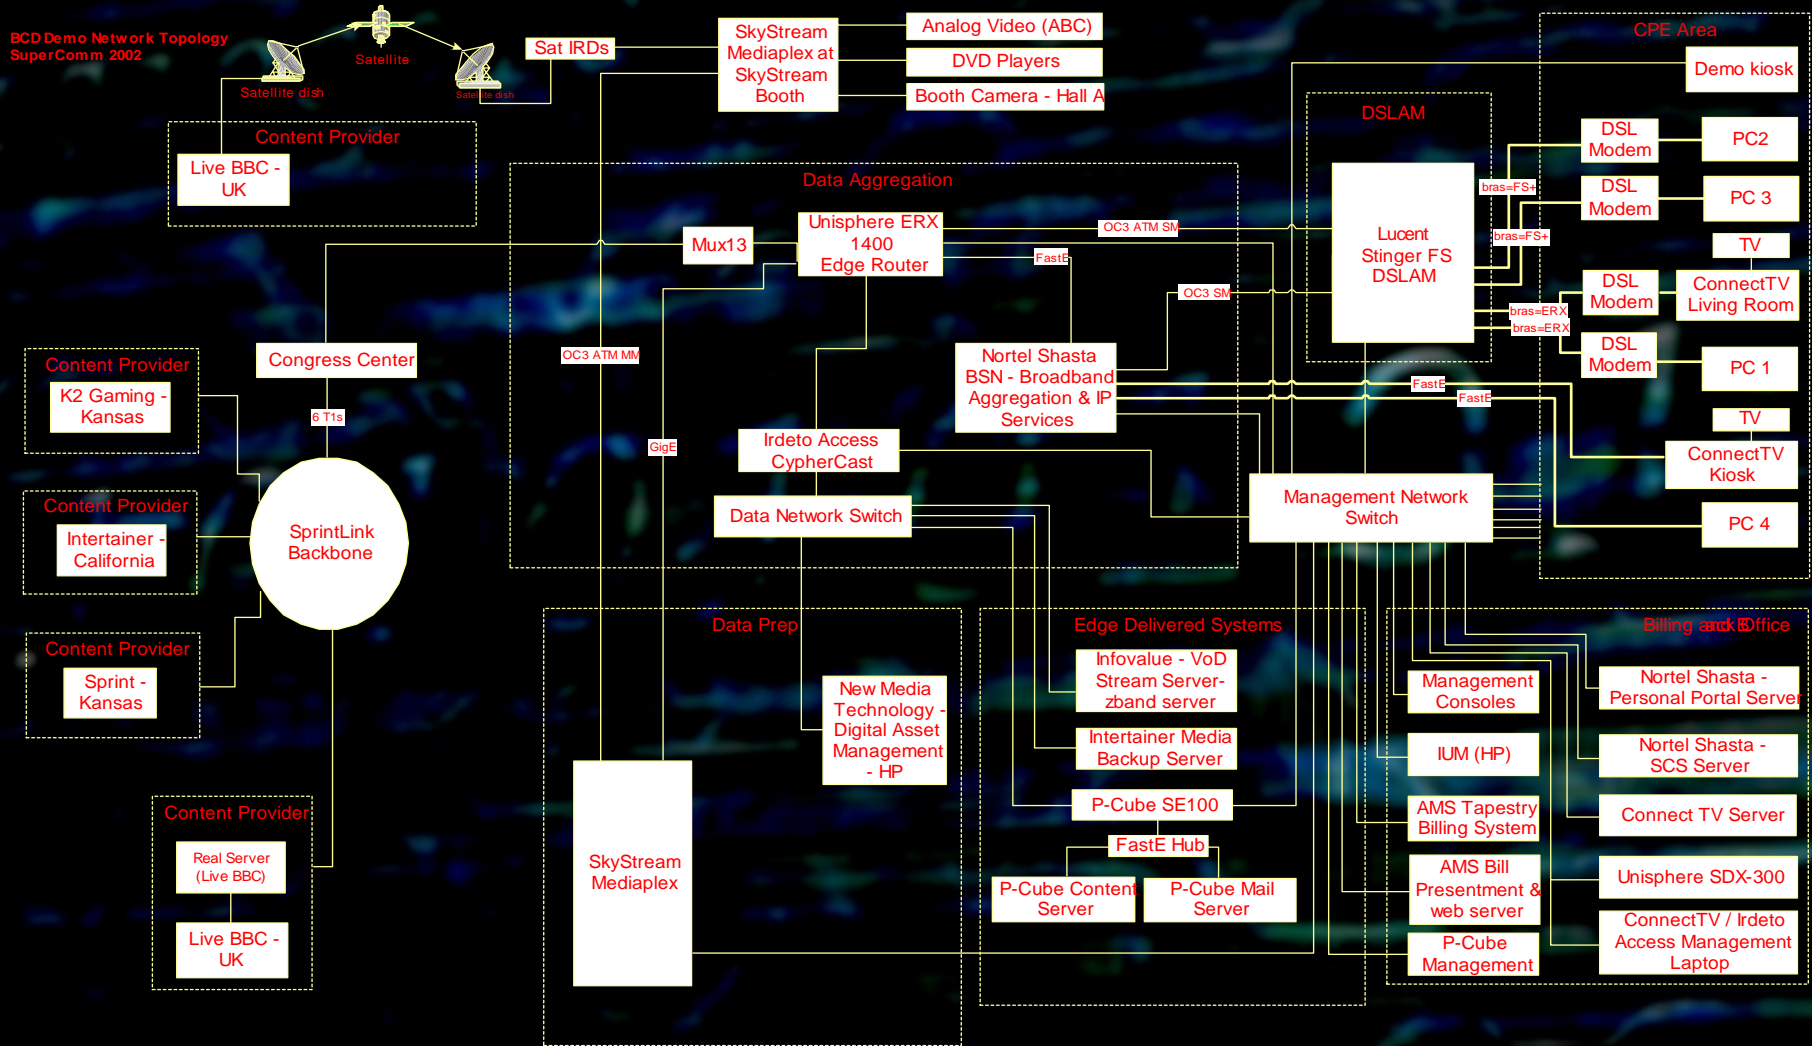 BCD Demo Network Topology
SuperComm 2002
Satellite
Satellite dish
Satellite dish
Sat IRDs
SkyStream
Mediaplex at
SkyStream
Booth
Analog Video (ABC)
DVD Players
Booth Camera - Hall A
Content Provider
Live BBC -
UK
CPE Area
Demo kiosk
DSLAM
DSL
Modem
PC2
bras=FS+
DSL
Modem
PC 3
bras=FS+
Lucent
Stinger FS
DSLAM
TV
DSL
Modem
ConnectTV
Living Room
bras=ERX
bras=ERX
DSL
Modem
PC 1
TV
ConnectTV
Kiosk
PC 4
Data Aggregation
Mux13
Unisphere ERX
1400
Edge Router
OC3 ATM SM
FastE
OC3 SM
OC3 ATM MM
Nortel Shasta
BSN - Broadband
Aggregation & IP
Services
FastE
FastE
GigE
Irdeto Access
CypherCast
Data Network Switch
Management Network
Switch
Congress Center
6 T1s
Content Provider
K2 Gaming -
Kansas
Content Provider
Intertainer -
California
SprintLink
Backbone
Content Provider
Sprint -
Kansas
Content Provider
Real Server
(Live BBC)
Live BBC -
UK
Data Prep
New Media
Technology -
Digital Asset
Management
- HP
SkyStream
Mediaplex
Edge Delivered Systems
Infovalue - VoD
Stream Server-
zband server
Intertainer Media
Backup Server
P-Cube SE100
FastE Hub
P-Cube Content
Server
P-Cube Mail
Server
Billing and Office
Management
Consoles
IUM (HP)
AMS Tapestry
Billing System
AMS Bill
Presentment &
web server
P-Cube
Management
Nortel Shasta -
Personal Portal Server
Nortel Shasta -
SCS Server
Connect TV Server
Unisphere SDX-300
ConnectTV / Irdeto
Access Management
Laptop